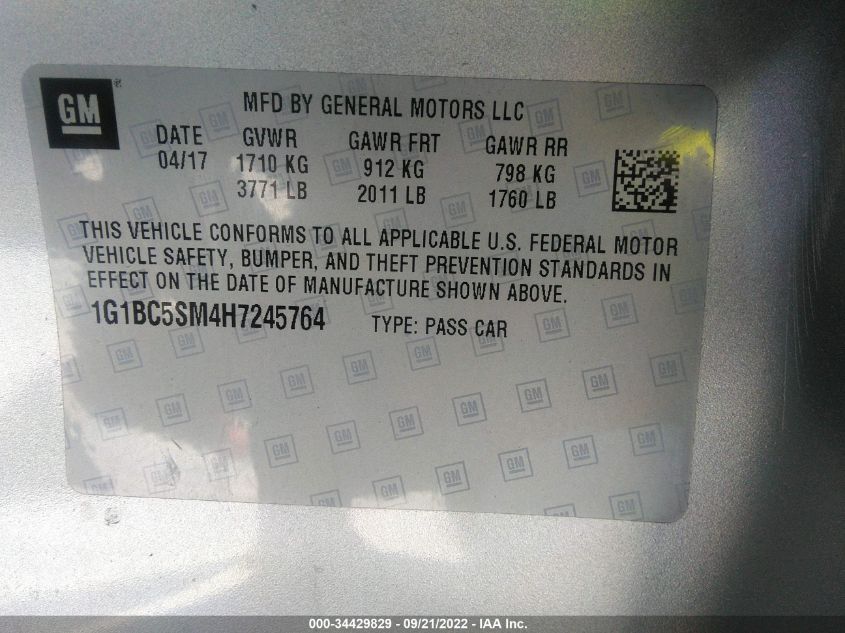 GM
MFD BY GENERAL MOTORS LLC
DATE GVWR GAWR FRT GAWR RR
04/17 1710 KG 912 KG 798 KG
3771 LB 2011 LB 1760 LB
THIS VEHICLE CONFORMS TO ALL APPLICABLE U.S. FEDERAL MOTOR
VEHICLE SAFETY, BUMPER, AND THEFT PREVENTION STANDARDS IN
EFFECT ON THE DATE OF MANUFACTURE SHOWN ABOVE.
1G1BC5SM4H7245764 TYPE: PASS CAR
000-34429829 - 09/21/2022 - IAA Inc.